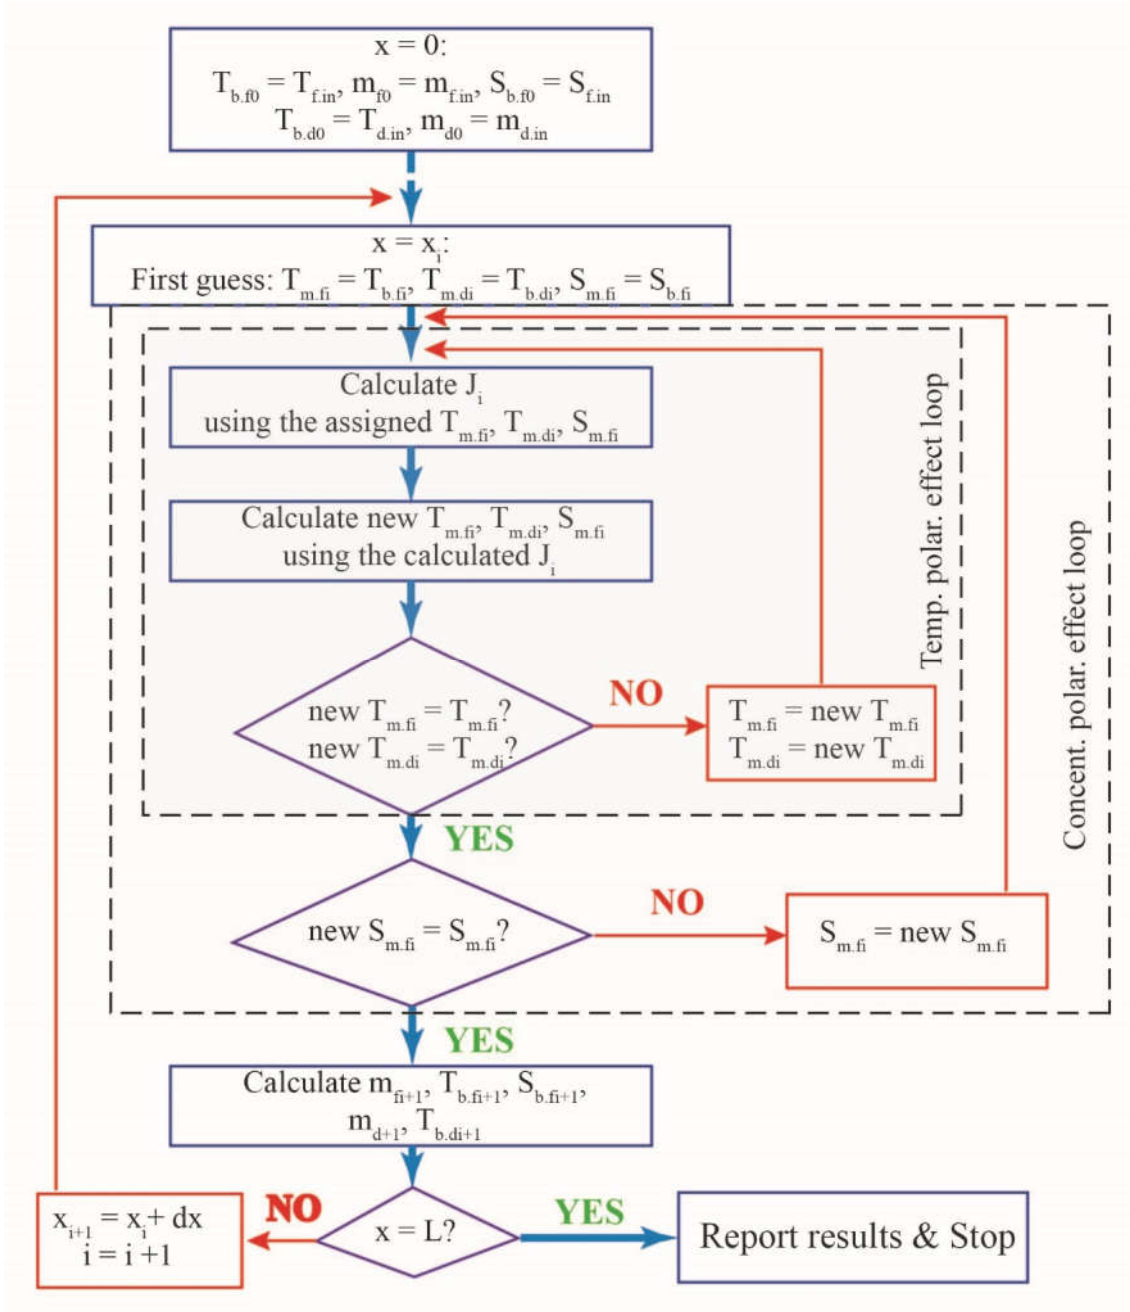 x = 0:
T_b.f0 = T_f.in, m_f0 = m_f.in, S_b.f0 = S_f.in
T_b.d0 = T_d.in, m_d0 = m_d.in
x = x_i:
First guess: T_m.fi = T_b.fi, T_m.di = T_b.di, S_m.fi = S_b.fi
Calculate J_i
using the assigned T_m.fi, T_m.di, S_m.fi
Calculate new T_m.fi, T_m.di, S_m.fi
using the calculated J_i
new T_m.fi = T_m.fi?
new T_m.di = T_m.di?
NO
T_m.fi = new T_m.fi
T_m.di = new T_m.di
Temp. polar. effect loop
YES
new S_m.fi = S_m.fi?
NO
S_m.fi = new S_m.fi
Concent. polar. effect loop
YES
Calculate m_fi+1, T_b.fi+1, S_b.fi+1,
m_d+1, T_b.di+1
x = L?
NO
x_i+1 = x_i + dx
i = i +1
YES
Report results & Stop